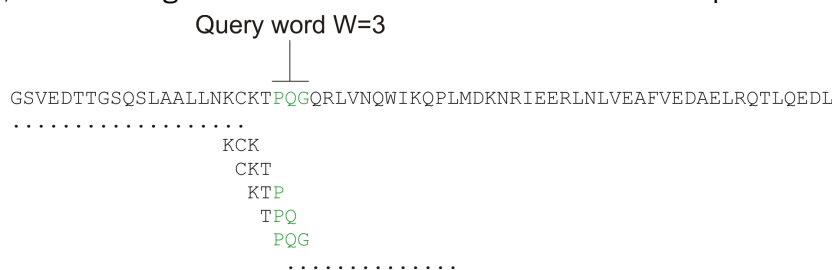 Query word W=3
GSVEDTTGSQSLAALLNKCKTPQGQRLVNQWIKQPLMDKNRIEERLNLVEAFVEDAELRQTLQEDL
...................
KCK
CKT
KTP
TPQ
PQG
..............